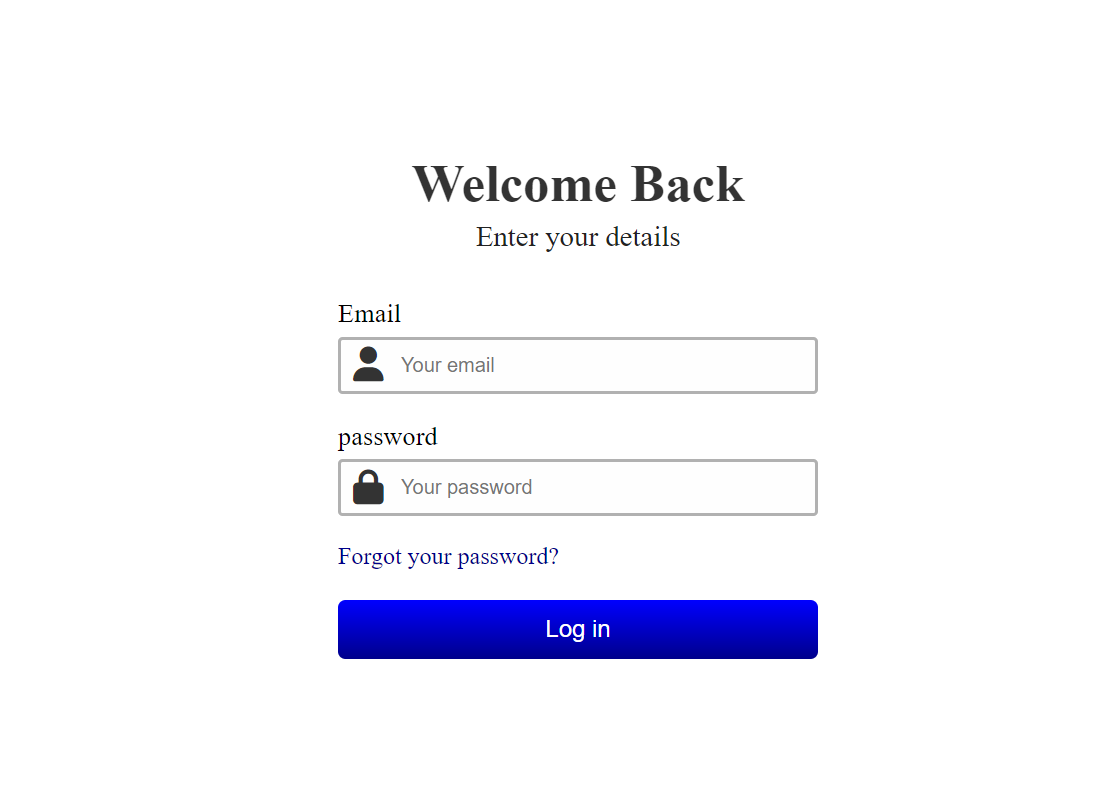 Welcome Back
Enter your details
Email
Your email
password
Your password
Forgot your password?
Log in